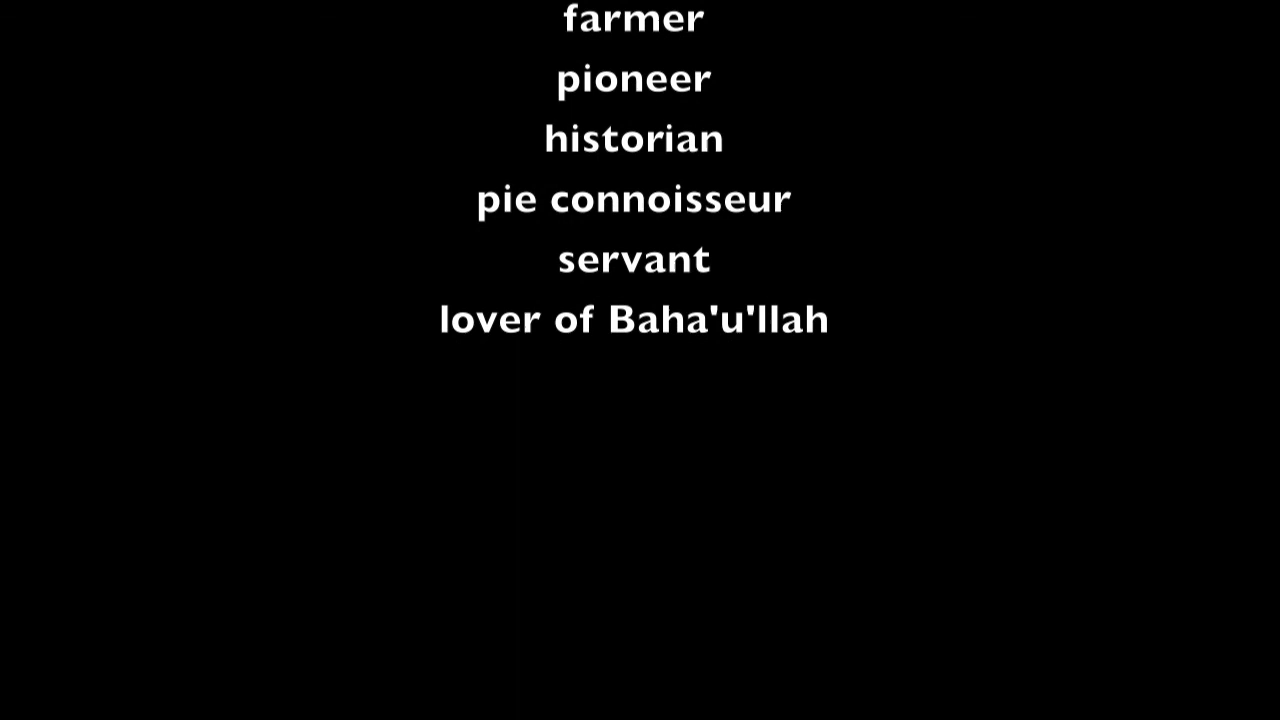 farmer
pioneer
historian
pie connoisseur
servant
lover of Baha'u'llah